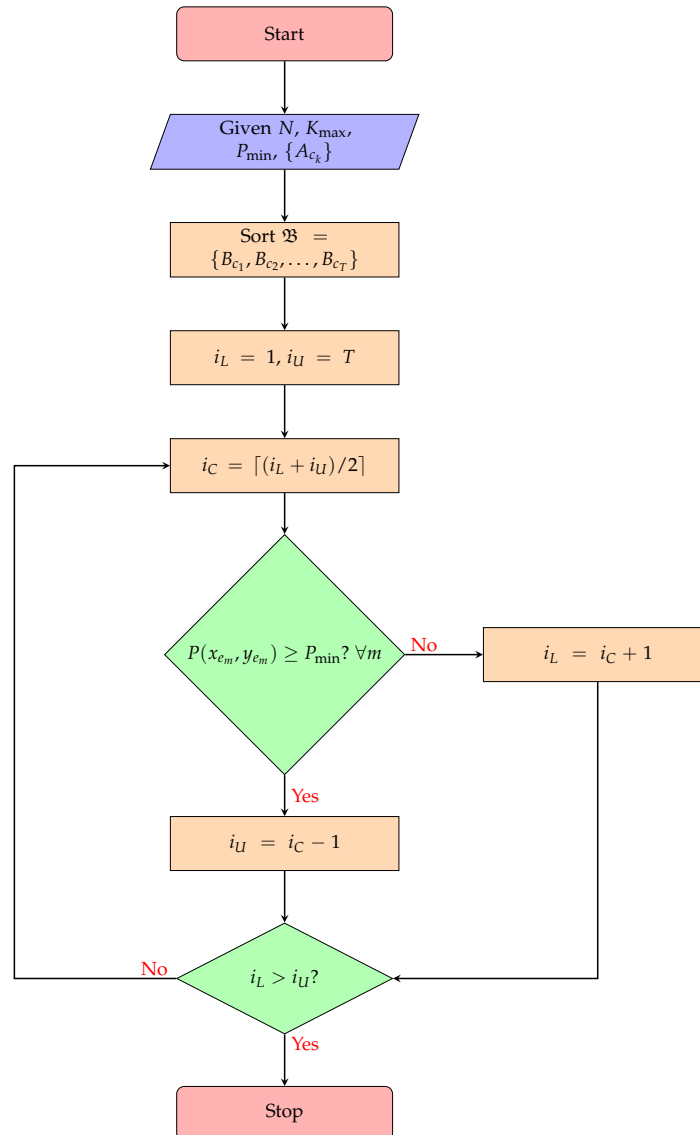 Start
Given N, K_max,
P_min, {A_{c_k}}
Sort 𝔅 =
{B_{c_1}, B_{c_2}, . . . , B_{c_T}}
i_L = 1, i_U = T
i_C = ⌈(i_L + i_U)/2⌉
P(x_{e_m}, y_{e_m}) ≥ P_min? ∀m
No
i_L = i_C + 1
Yes
i_U = i_C − 1
No
i_L > i_U?
Yes
Stop